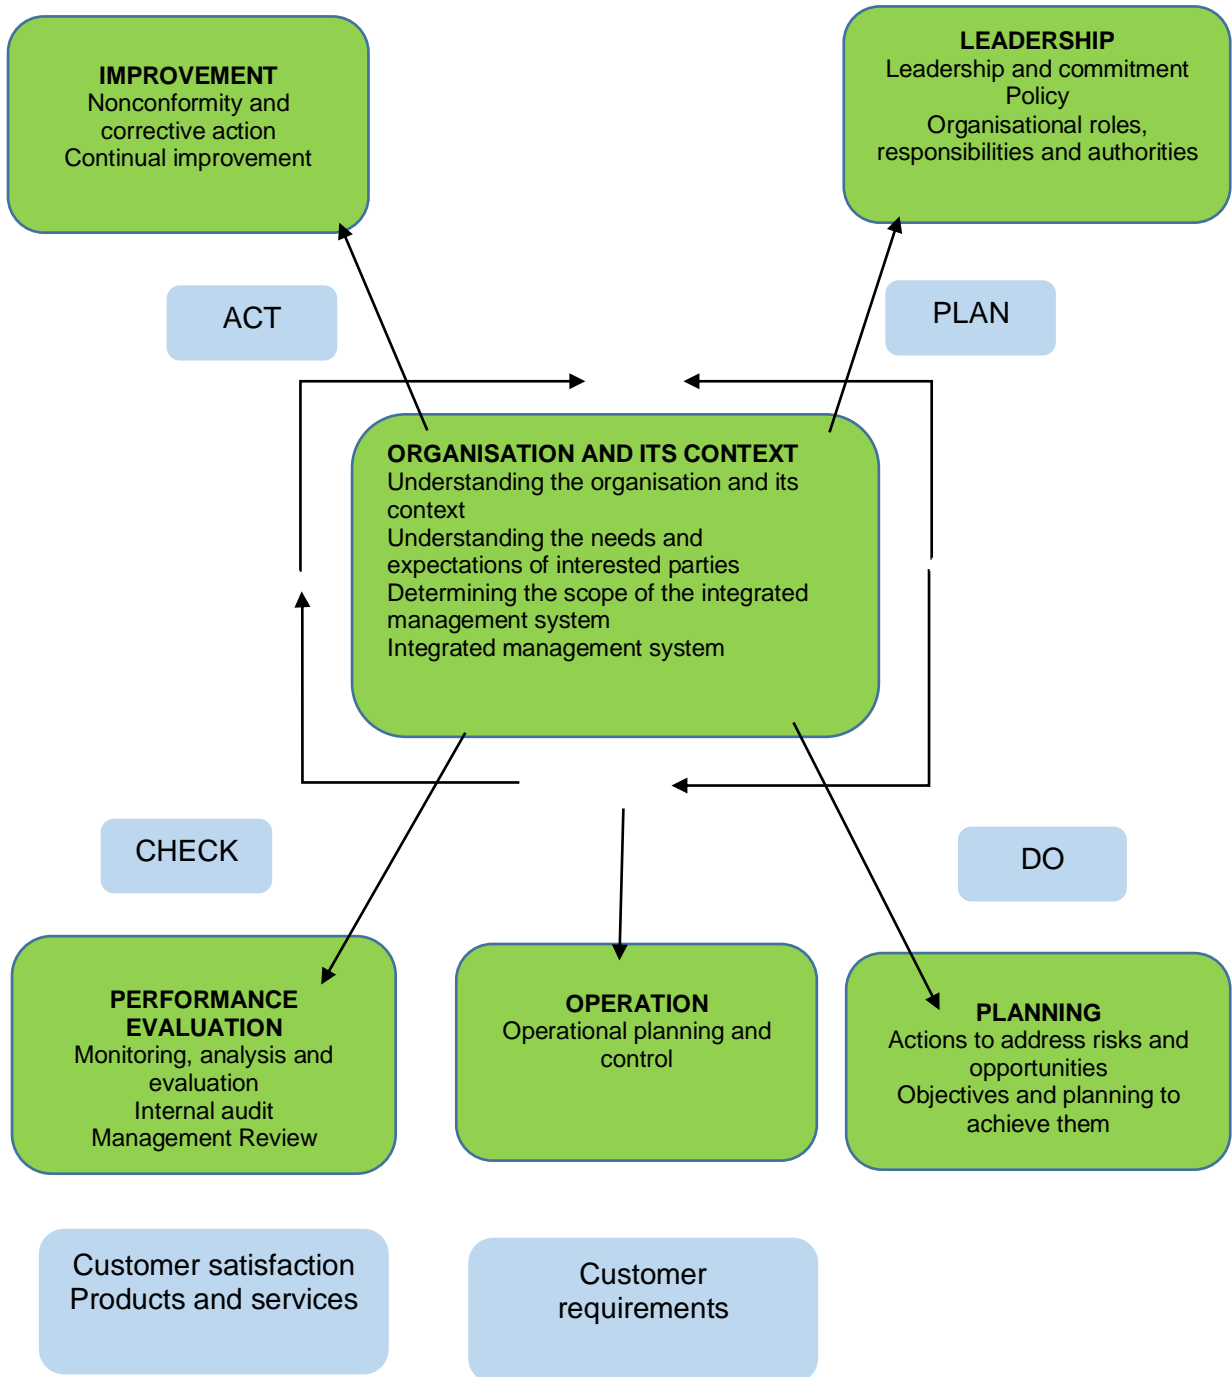 IMPROVEMENT
Nonconformity and
corrective action
Continual improvement
LEADERSHIP
Leadership and commitment
Policy
Organisational roles,
responsibilities and authorities
ACT
PLAN
ORGANISATION AND ITS CONTEXT
Understanding the organisation and its
context
Understanding the needs and
expectations of interested parties
Determining the scope of the integrated
management system
Integrated management system
CHECK
DO
PERFORMANCE
EVALUATION
Monitoring, analysis and
evaluation
Internal audit
Management Review
OPERATION
Operational planning and
control
PLANNING
Actions to address risks and
opportunities
Objectives and planning to
achieve them
Customer satisfaction
Products and services
Customer
requirements